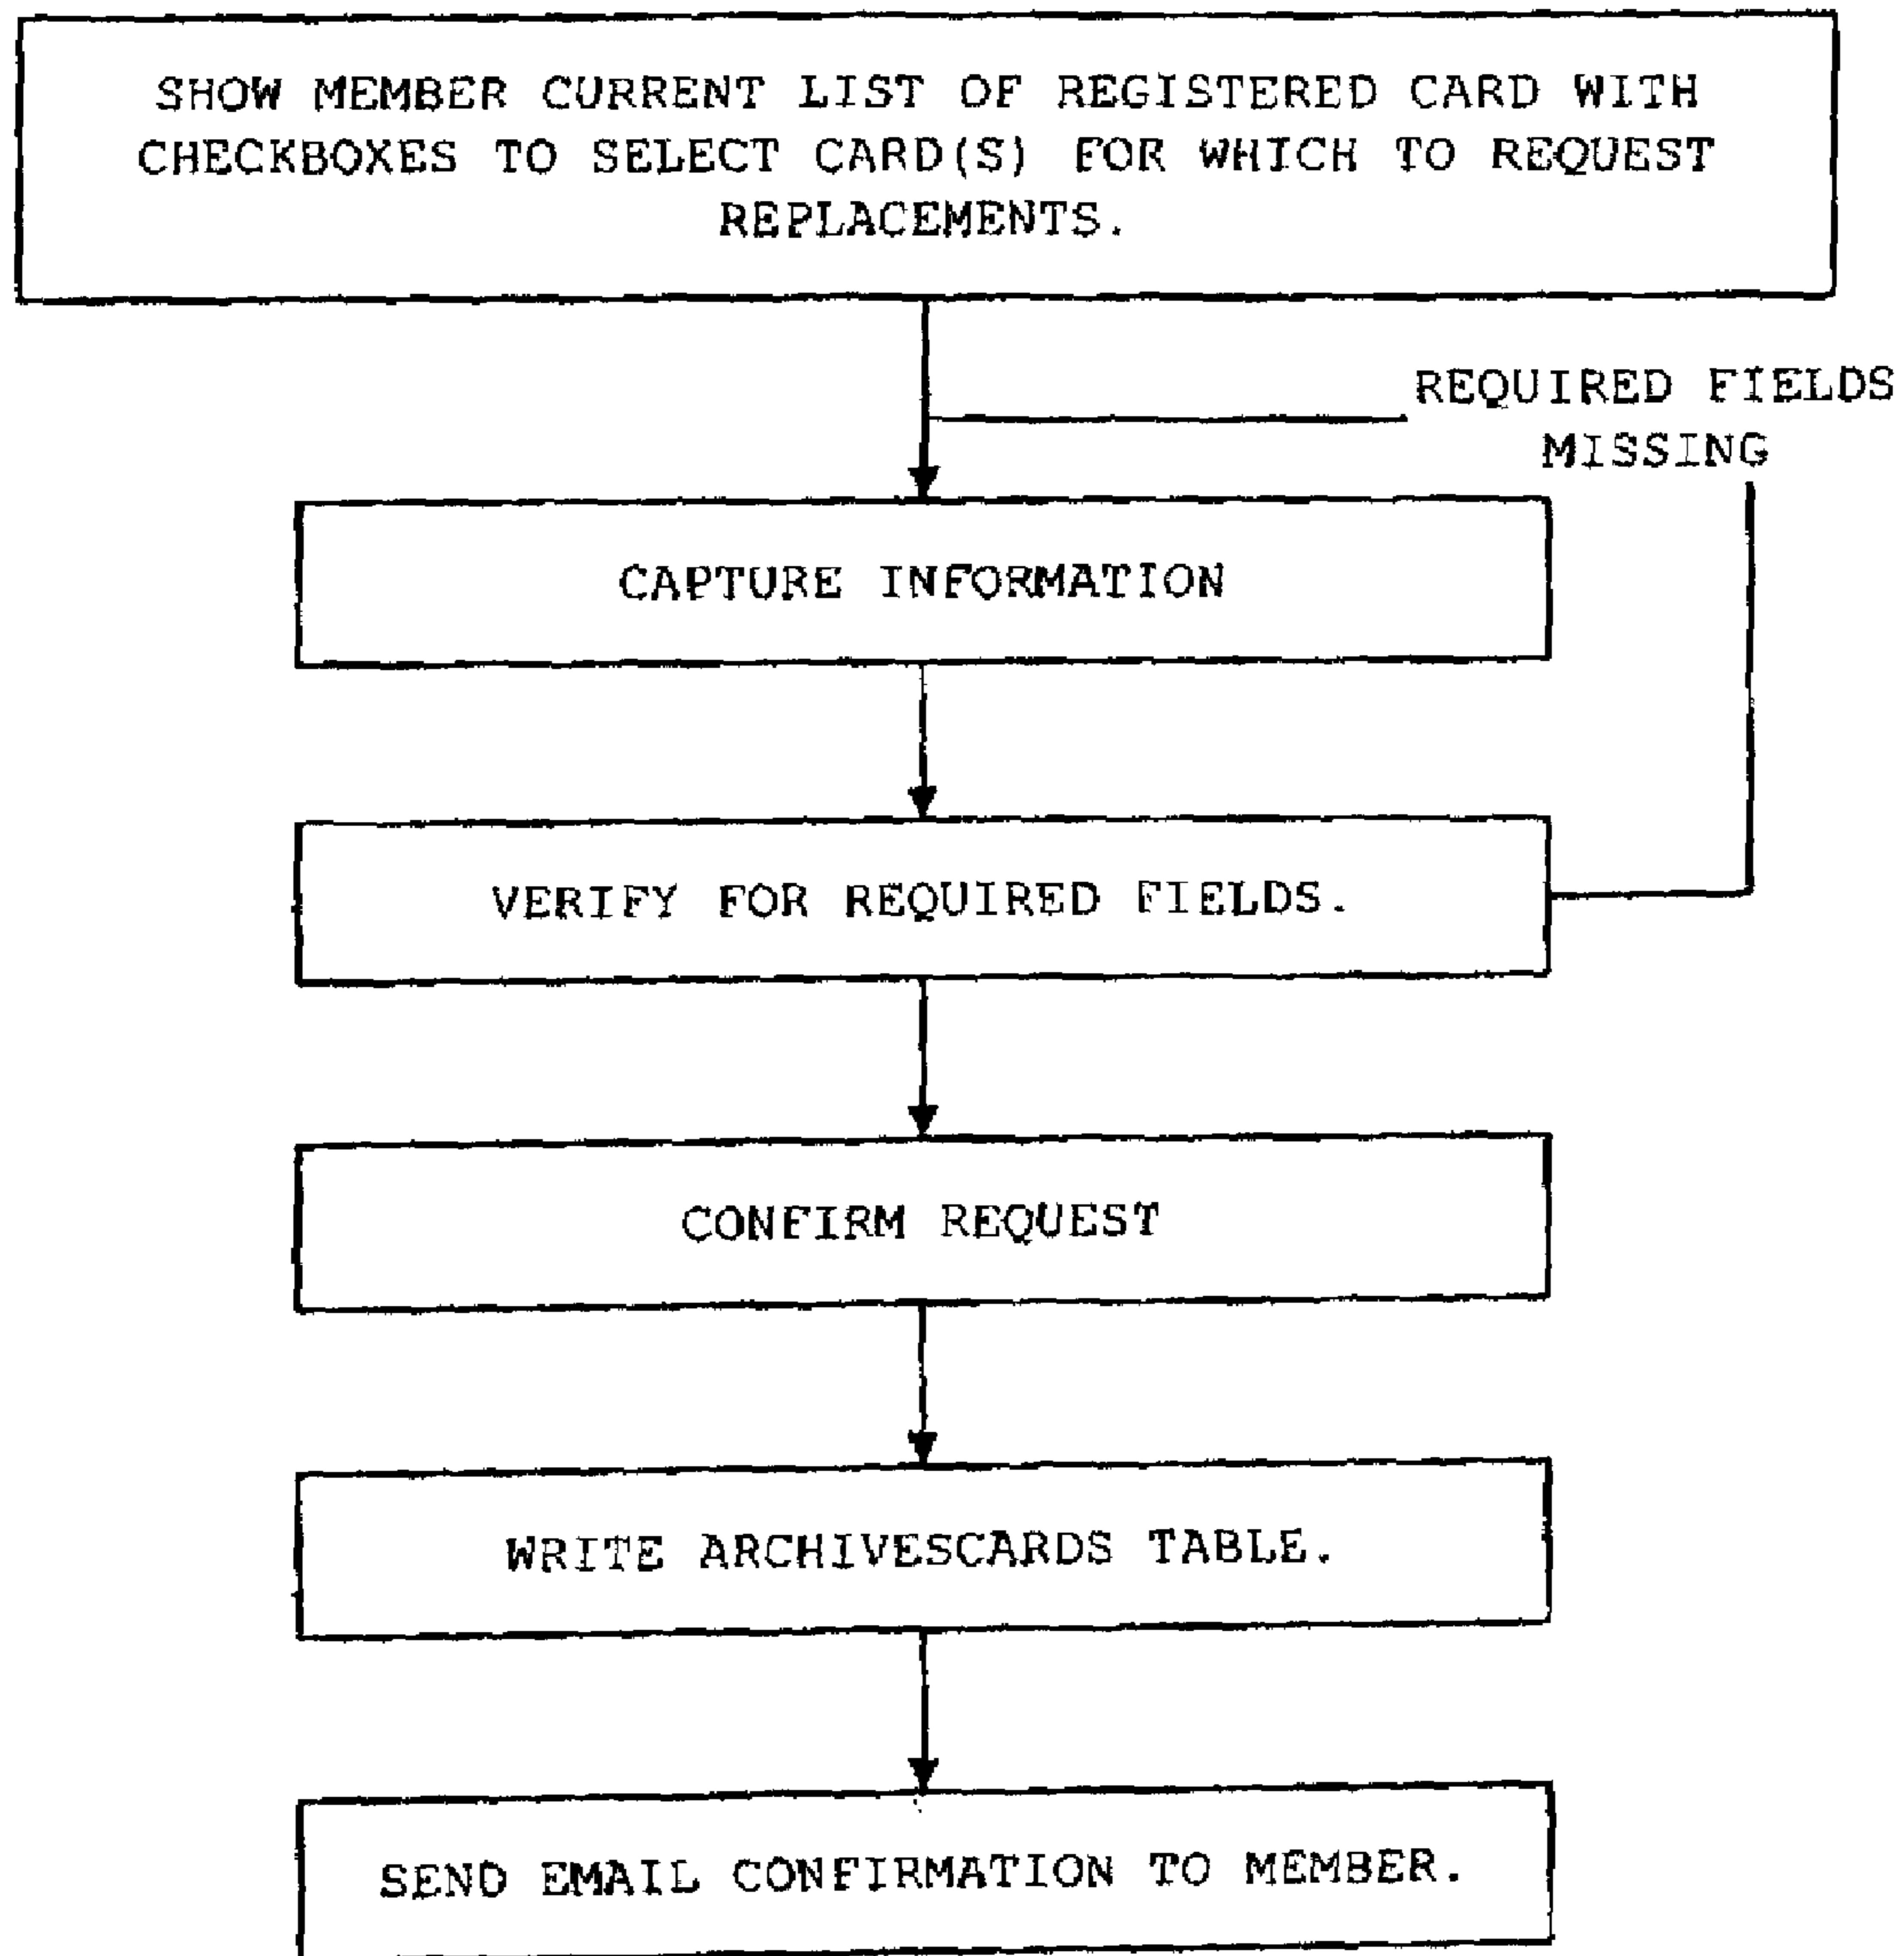 SHOW MEMBER CURRENT LIST OF REGISTERED CARD WITH
CHECKBOXES TO SELECT CARD(S) FOR WHICH TO REQUEST
REPLACEMENTS.
REQUIRED FIELDS
MISSING
CAPTURE INFORMATION
VERIFY FOR REQUIRED FIELDS.
CONFIRM REQUEST
WRITE ARCHIVESCARDS TABLE.
SEND EMAIL CONFIRMATION TO MEMBER.